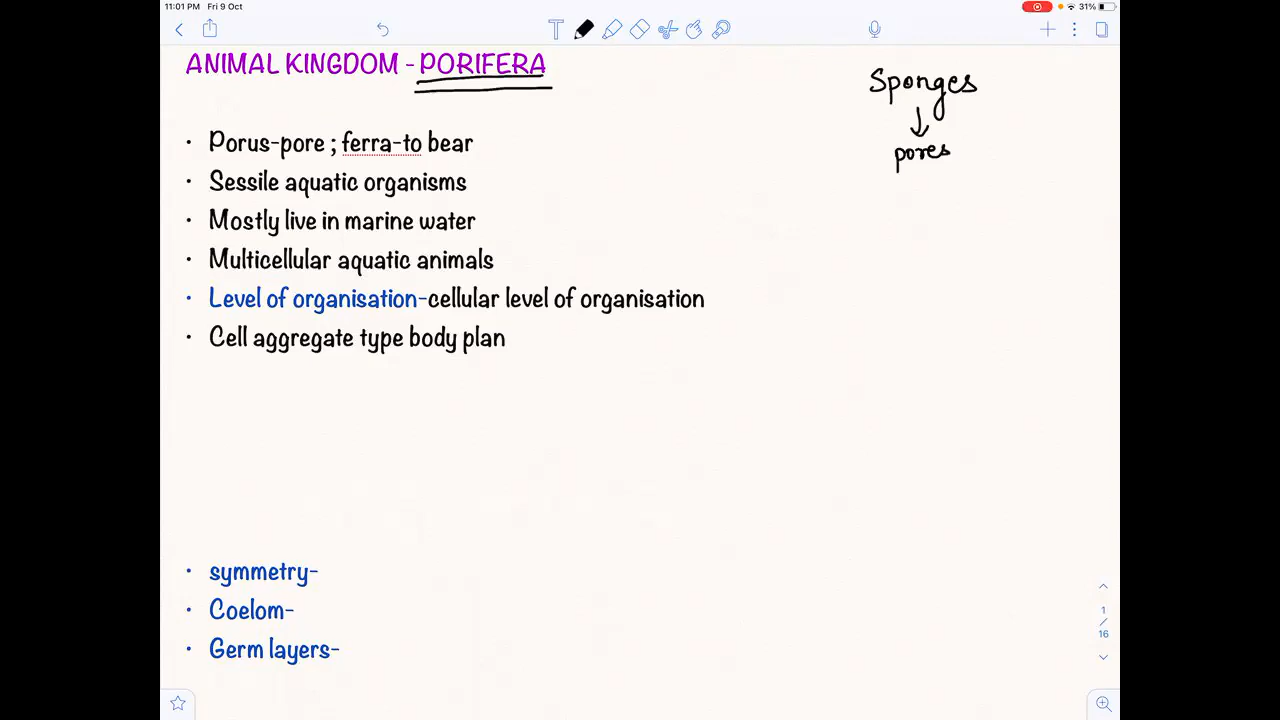 11:01 PM Fri 9 Oct
31%
T
ANIMAL KINGDOM - PORIFERA
Sponges
pores
• Porus-pore ; ferra-to bear
• Sessile aquatic organisms
• Mostly live in marine water
• Multicellular aquatic animals
• Level of organisation-cellular level of organisation
• Cell aggregate type body plan
• symmetry-
• Coelom-
• Germ layers-
1
/
16